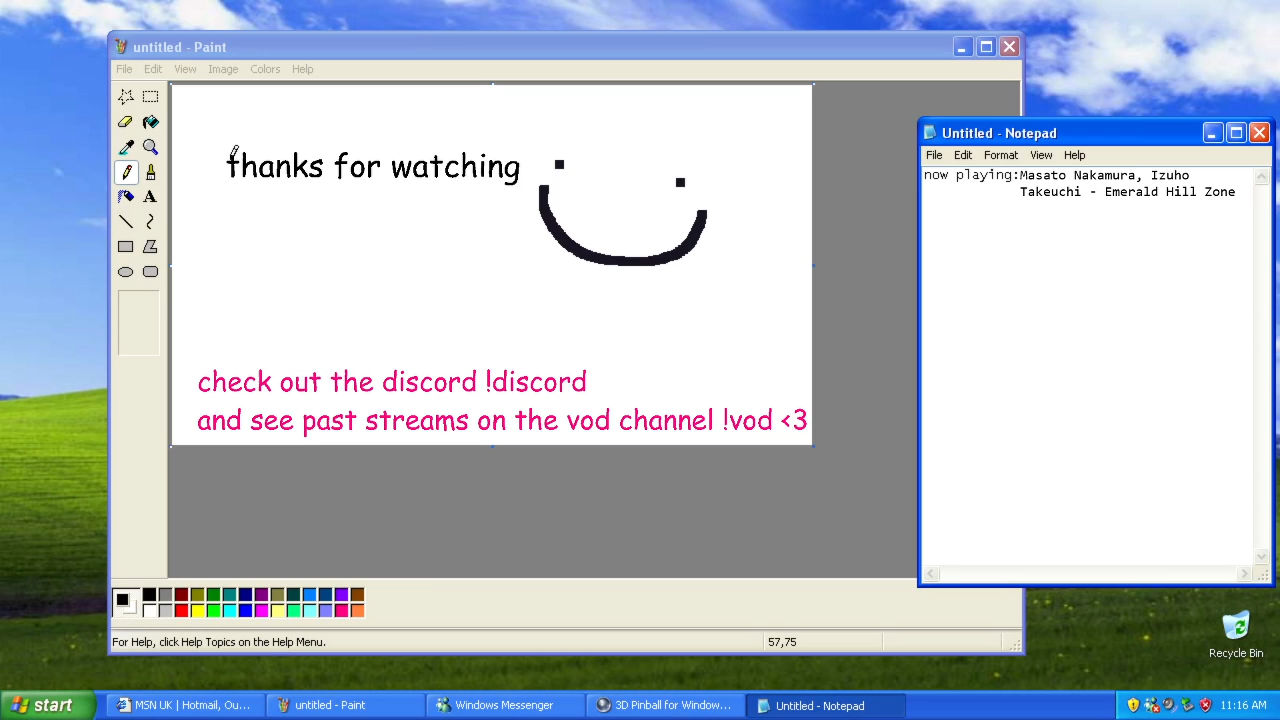 untitled - Paint
File Edit View Image Colors Help
thanks for watching
check out the discord !discord
and see past streams on the vod channel !vod <3
For Help, click Help Topics on the Help Menu.
57,75
Untitled - Notepad
File Edit Format View Help
now playing:Masato Nakamura, Izuho
Takeuchi - Emerald Hill Zone
Recycle Bin
start
MSN UK | Hotmail, Ou...
untitled - Paint
Windows Messenger
3D Pinball for Window...
Untitled - Notepad
11:16 AM